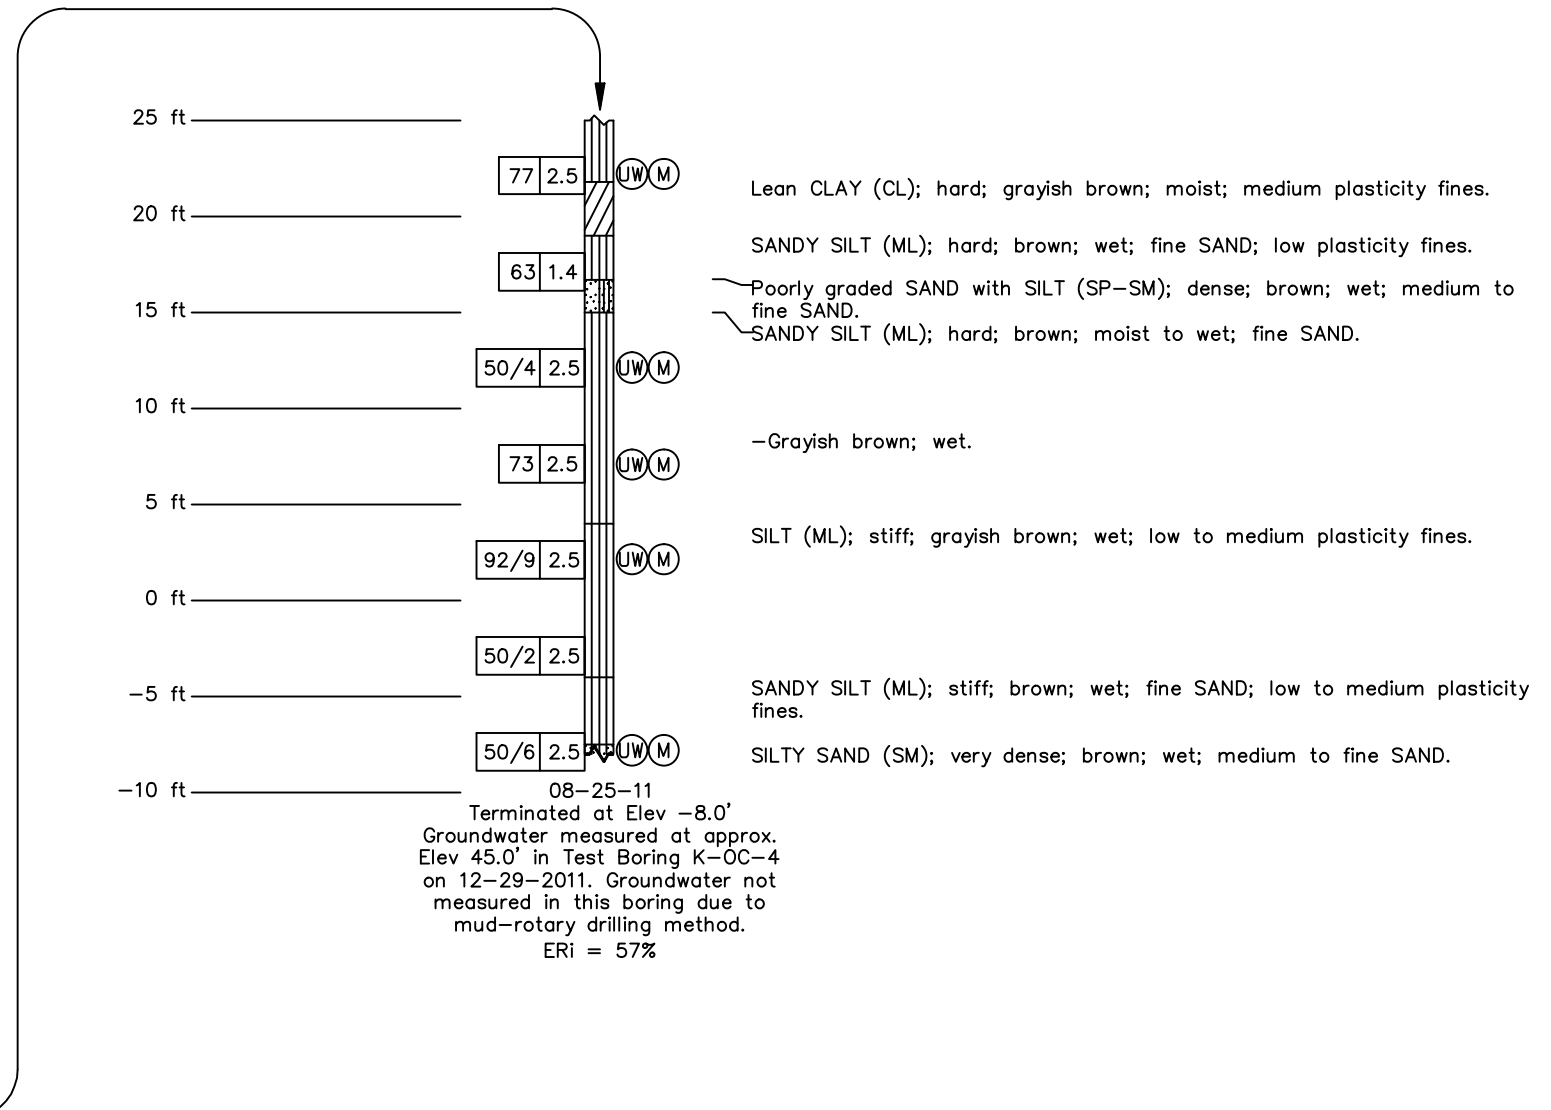 25 ft
77 2.5 UW M
Lean CLAY (CL); hard; grayish brown; moist; medium plasticity fines.
20 ft
SANDY SILT (ML); hard; brown; wet; fine SAND; low plasticity fines.
63 1.4
Poorly graded SAND with SILT (SP-SM); dense; brown; wet; medium to
fine SAND.
15 ft
SANDY SILT (ML); hard; brown; moist to wet; fine SAND.
50/4 2.5 UW M
10 ft
-Grayish brown; wet.
73 2.5 UW M
5 ft
SILT (ML); stiff; grayish brown; wet; low to medium plasticity fines.
92/9 2.5 UW M
0 ft
50/2 2.5
-5 ft
SANDY SILT (ML); stiff; brown; wet; fine SAND; low to medium plasticity
fines.
50/6 2.5 UW M
SILTY SAND (SM); very dense; brown; wet; medium to fine SAND.
-10 ft
08-25-11
Terminated at Elev -8.0'
Groundwater measured at approx.
Elev 45.0' in Test Boring K-OC-4
on 12-29-2011. Groundwater not
measured in this boring due to
mud-rotary drilling method.
ERi = 57%